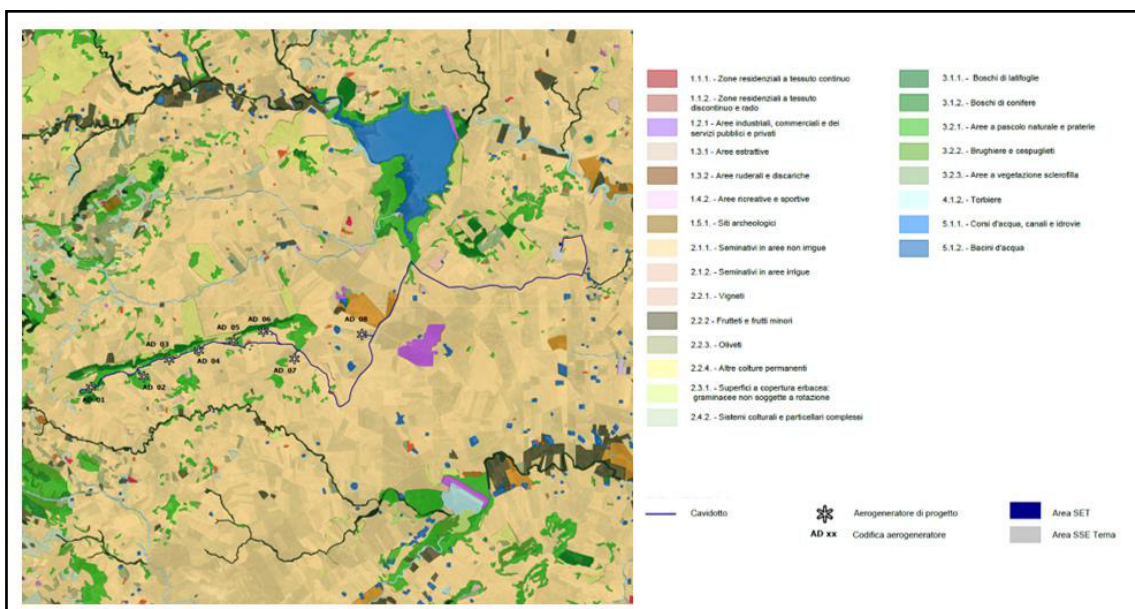 AD 06
AD 05
AD 08
AD 03
AD 04
AD 07
AD 02
AD 01
1.1.1. - Zone residenziali a tessuto continuo
1.1.2. - Zone residenziali a tessuto
discontinuo e rado
1.2.1 - Aree industriali, commerciali e dei
servizi pubblici e privati
1.3.1 - Aree estrattive
1.3.2 - Aree ruderali e discariche
1.4.2. - Aree ricreative e sportive
1.5.1. - Siti archeologici
2.1.1. - Seminativi in aree non irrigue
2.1.2. - Seminativi in aree irrigue
2.2.1. - Vigneti
2.2.2 - Frutteti e frutti minori
2.2.3. - Oliveti
2.2.4. - Altre colture permanenti
2.3.1. - Superfici a copertura erbacea:
graminacee non soggette a rotazione
2.4.2. - Sistemi colturali e particellari complessi
3.1.1. - Boschi di latifoglie
3.1.2. - Boschi di conifere
3.2.1. - Aree a pascolo naturale e praterie
3.2.2. - Brughiere e cespuglieti
3.2.3. - Aree a vegetazione sclerofilla
4.1.2. - Torbiere
5.1.1. - Corsi d'acqua, canali e idrovie
5.1.2. - Bacini d'acqua
Cavidotto
Aerogeneratore di progetto
AD xx
Codifica aerogeneratore
Area SET
Area SSE Terna